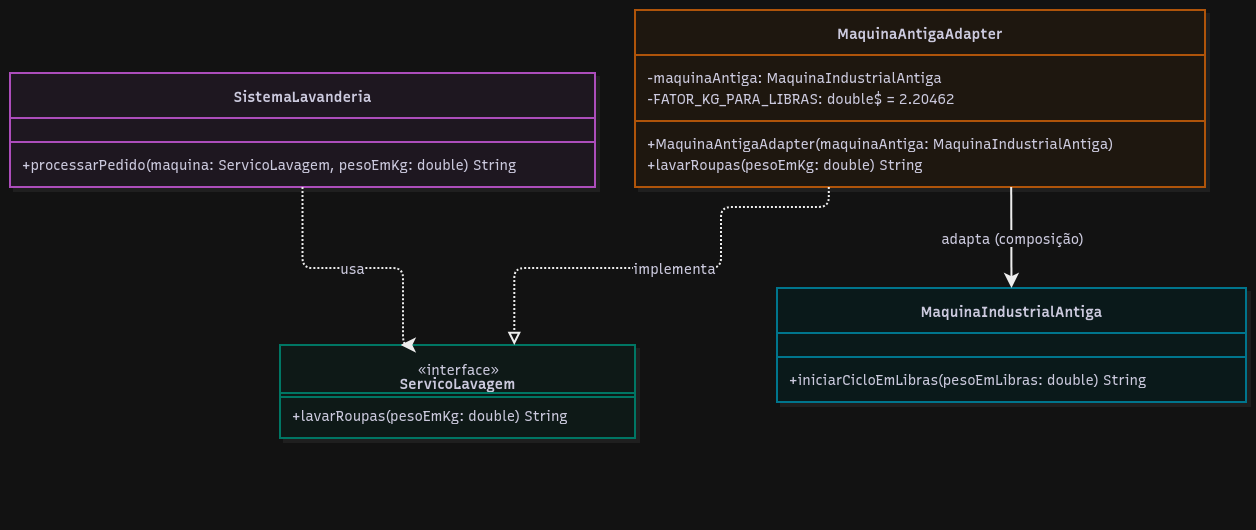 SistemaLavanderia
+processarPedido(maquina: ServicoLavagem, pesoEmKg: double) String
MaquinaAntigaAdapter
-maquinaAntiga: MaquinaIndustrialAntiga
-FATOR_KG_PARA_LIBRAS: double$ = 2.20462
+MaquinaAntigaAdapter(maquinaAntiga: MaquinaIndustrialAntiga)
+lavarRoupas(pesoEmKg: double) String
usa
implementa
adapta (composição)
«interface»
ServicoLavagem
+lavarRoupas(pesoEmKg: double) String
MaquinaIndustrialAntiga
+iniciarCicloEmLibras(pesoEmLibras: double) String